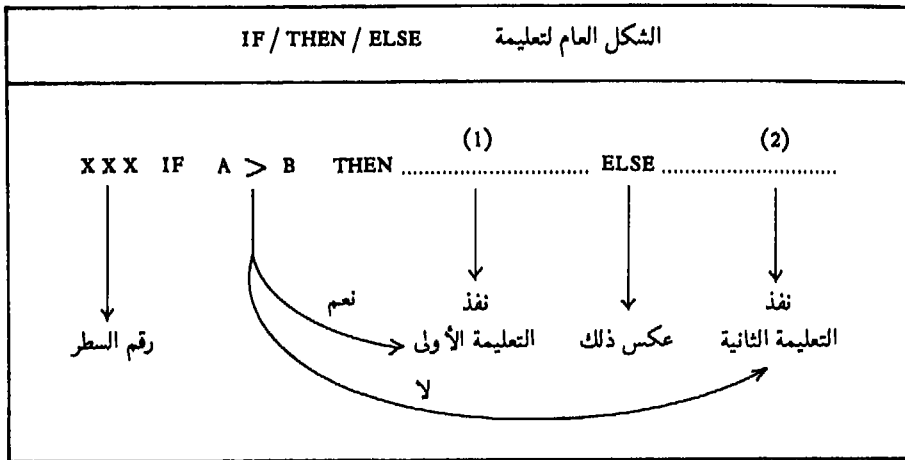 الشكل العام لتعليمة IF / THEN / ELSE
(1) (2)
X X X IF A > B THEN .................... ELSE ....................
نعم نفذ نفذ
رقم السطر التعليمة الأولى عكس ذلك التعليمة الثانية
لا